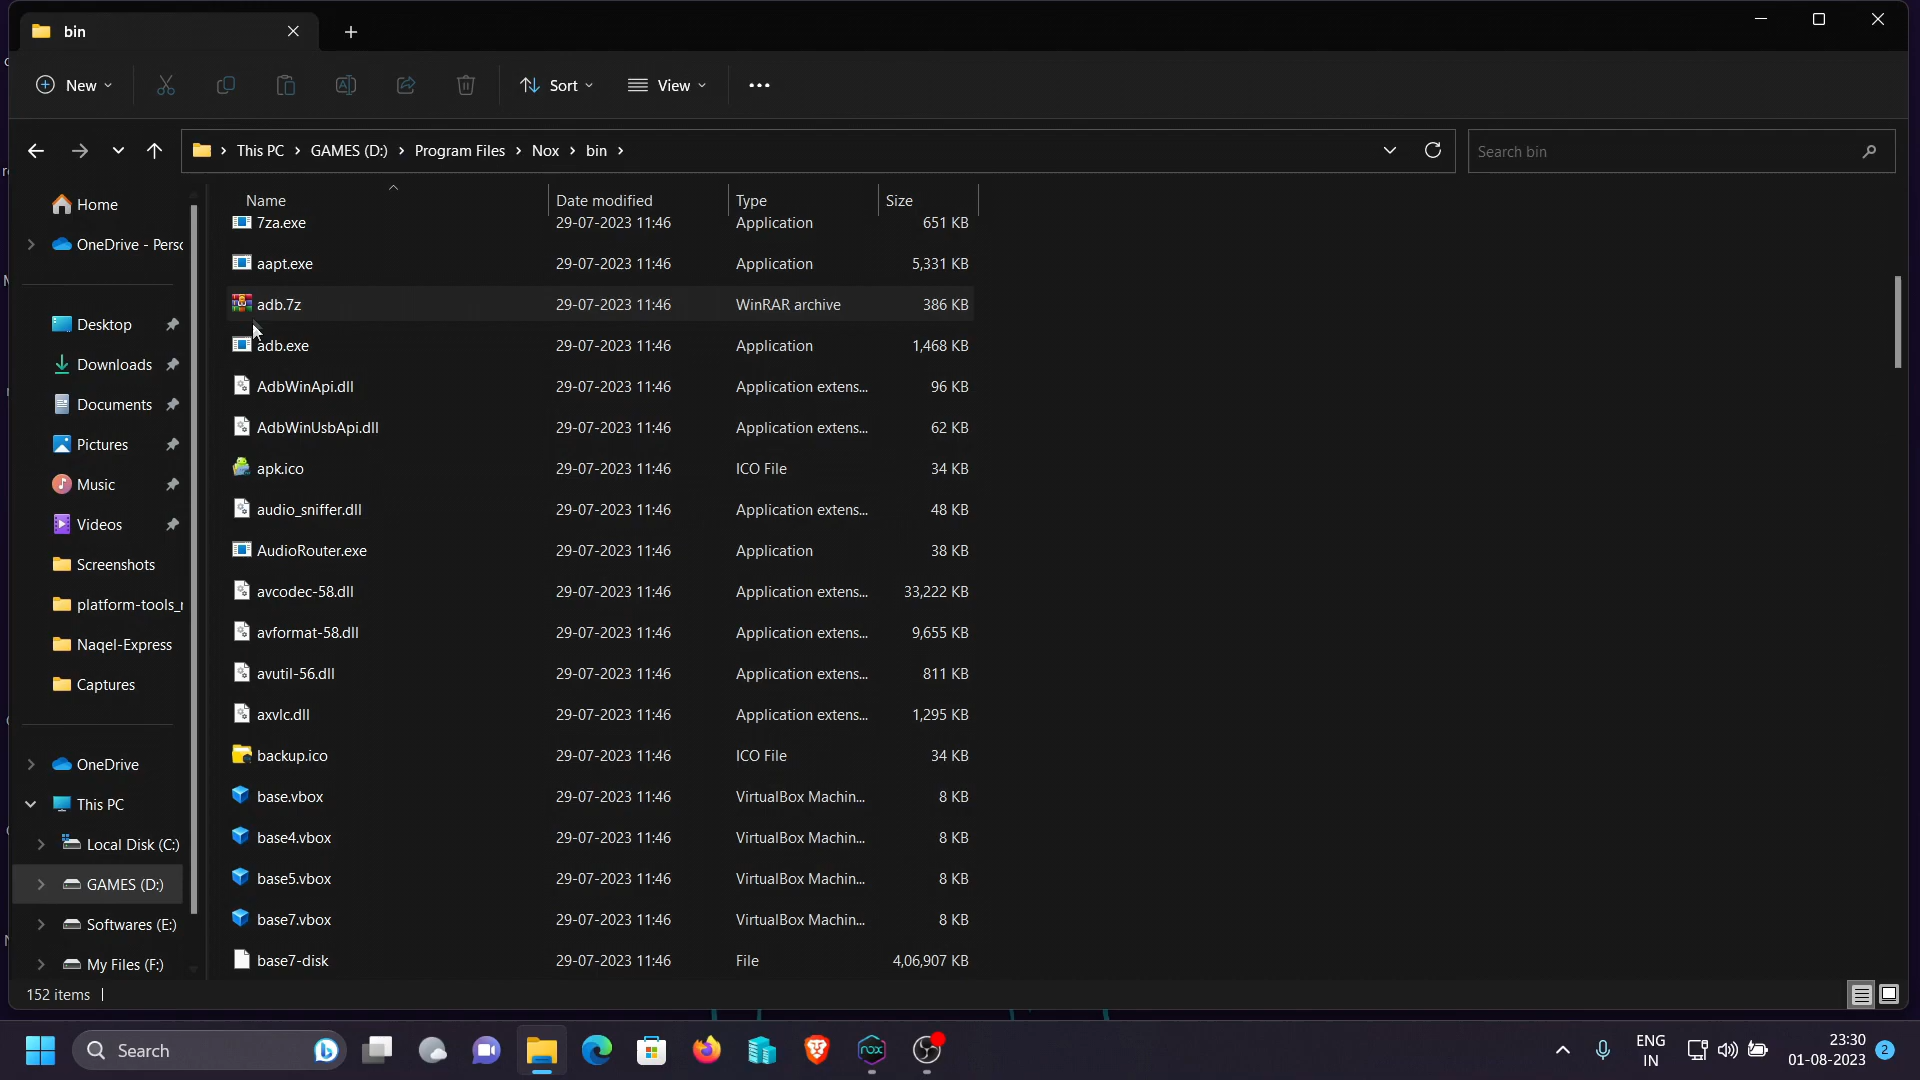 bin
New
Sort
View
This PC > GAMES (D:) > Program Files > Nox > bin >
Search bin
Name Date modified Type Size
7za.exe 29-07-2023 11:46 Application 651 KB
aapt.exe 29-07-2023 11:46 Application 5,331 KB
adb.7z 29-07-2023 11:46 WinRAR archive 386 KB
adb.exe 29-07-2023 11:46 Application 1,468 KB
AdbWinApi.dll 29-07-2023 11:46 Application extens... 96 KB
AdbWinUsbApi.dll 29-07-2023 11:46 Application extens... 62 KB
apk.ico 29-07-2023 11:46 ICO File 34 KB
audio_sniffer.dll 29-07-2023 11:46 Application extens... 48 KB
AudioRouter.exe 29-07-2023 11:46 Application 38 KB
avcodec-58.dll 29-07-2023 11:46 Application extens... 33,222 KB
avformat-58.dll 29-07-2023 11:46 Application extens... 9,655 KB
avutil-56.dll 29-07-2023 11:46 Application extens... 811 KB
axvlc.dll 29-07-2023 11:46 Application extens... 1,295 KB
backup.ico 29-07-2023 11:46 ICO File 34 KB
base.vbox 29-07-2023 11:46 VirtualBox Machin... 8 KB
base4.vbox 29-07-2023 11:46 VirtualBox Machin... 8 KB
base5.vbox 29-07-2023 11:46 VirtualBox Machin... 8 KB
base7.vbox 29-07-2023 11:46 VirtualBox Machin... 8 KB
base7-disk 29-07-2023 11:46 File 4,06,907 KB
Home
OneDrive - Perso
Desktop
Downloads
Documents
Pictures
Music
Videos
Screenshots
platform-tools_r
Naqel-Express
Captures
OneDrive
This PC
Local Disk (C:)
GAMES (D:)
Softwares (E:)
My Files (F:)
152 items
Search
nox
ENG
IN
23:30
01-08-2023
2